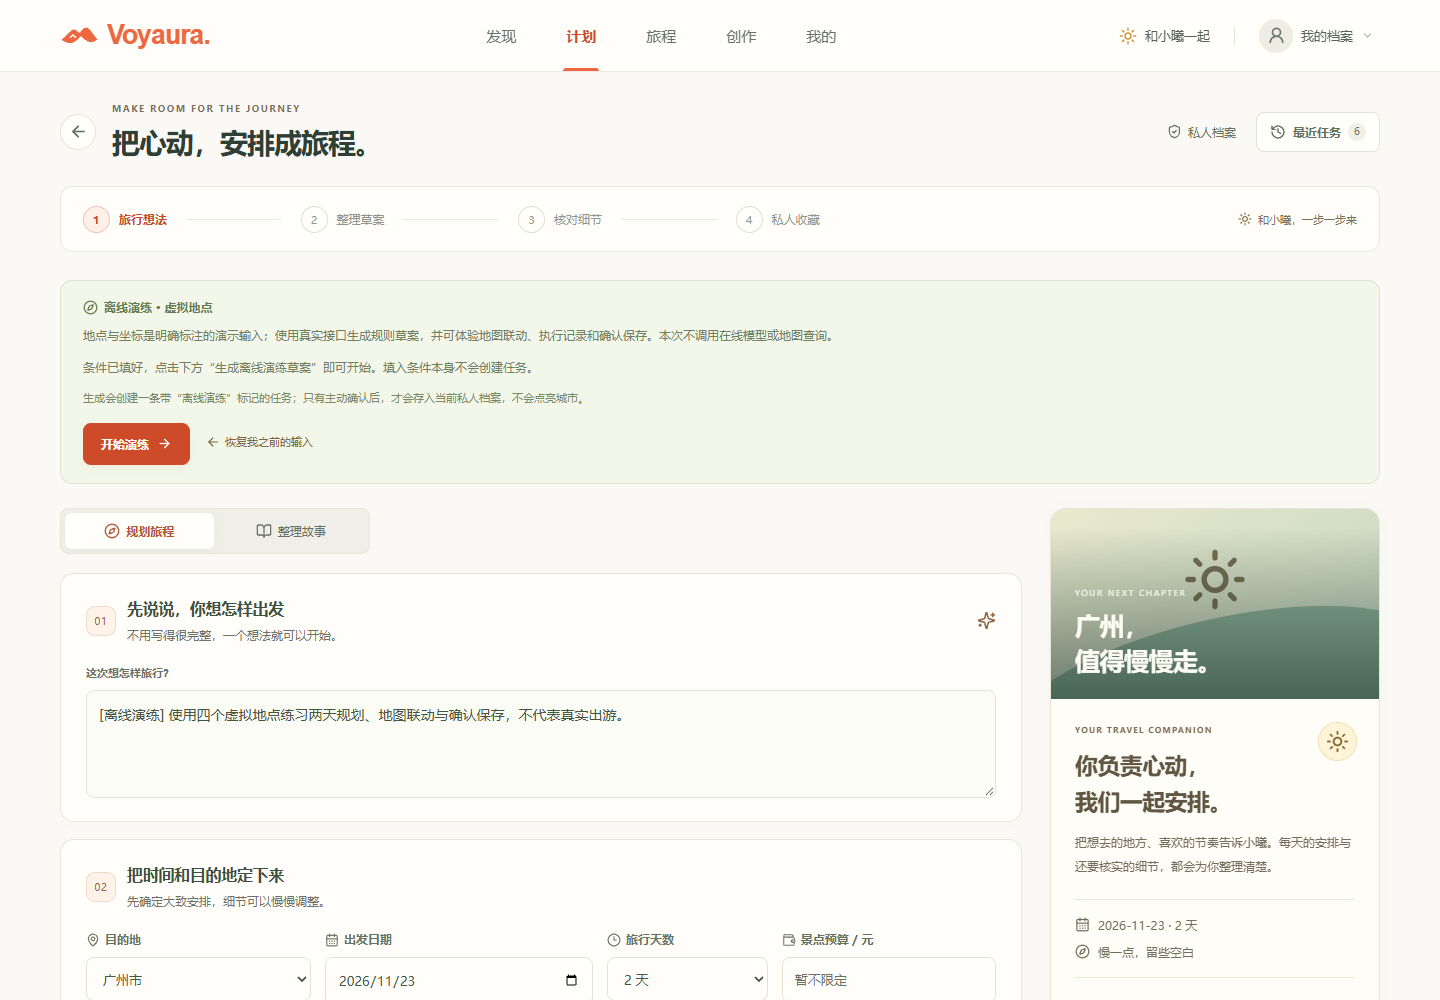 Voyaura.
发现
计划
旅程
创作
我的
和小曦一起
我的档案
MAKE ROOM FOR THE JOURNEY
把心动，安排成旅程。
私人档案
最近任务 6
1 旅行想法
2 整理草案
3 核对细节
4 私人收藏
和小曦，一步一步来
离线演练·虚拟地点
地点与坐标是明确标注的演示输入；使用真实接口生成规则草案，并可体验地图联动、执行记录和确认保存。本次不调用在线模型或地图查询。
条件已填好，点击下方“生成离线演练草案”即可开始。填入条件本身不会创建任务。
生成会创建一条带“离线演练”标记的任务；只有主动确认后，才会存入当前私人档案，不会点亮城市。
开始演练
恢复我之前的输入
规划旅程
整理故事
01
先说说，你想怎样出发
不用写得很完整，一个想法就可以开始。
这次想怎样旅行？
[离线演练] 使用四个虚拟地点练习两天规划、地图联动与确认保存，不代表真实出游。
02
把时间和目的地定下来
先确定大致安排，细节可以慢慢调整。
目的地
出发日期
旅行天数
景点预算 / 元
广州市
2026/11/23
2 天
暂不限定
YOUR NEXT CHAPTER
广州，
值得慢慢走。
YOUR TRAVEL COMPANION
你负责心动，
我们一起安排。
把想去的地方、喜欢的节奏告诉小曦。每天的安排与
还要核实的细节，都会为你整理清楚。
2026-11-23 · 2 天
慢一点，留些空白